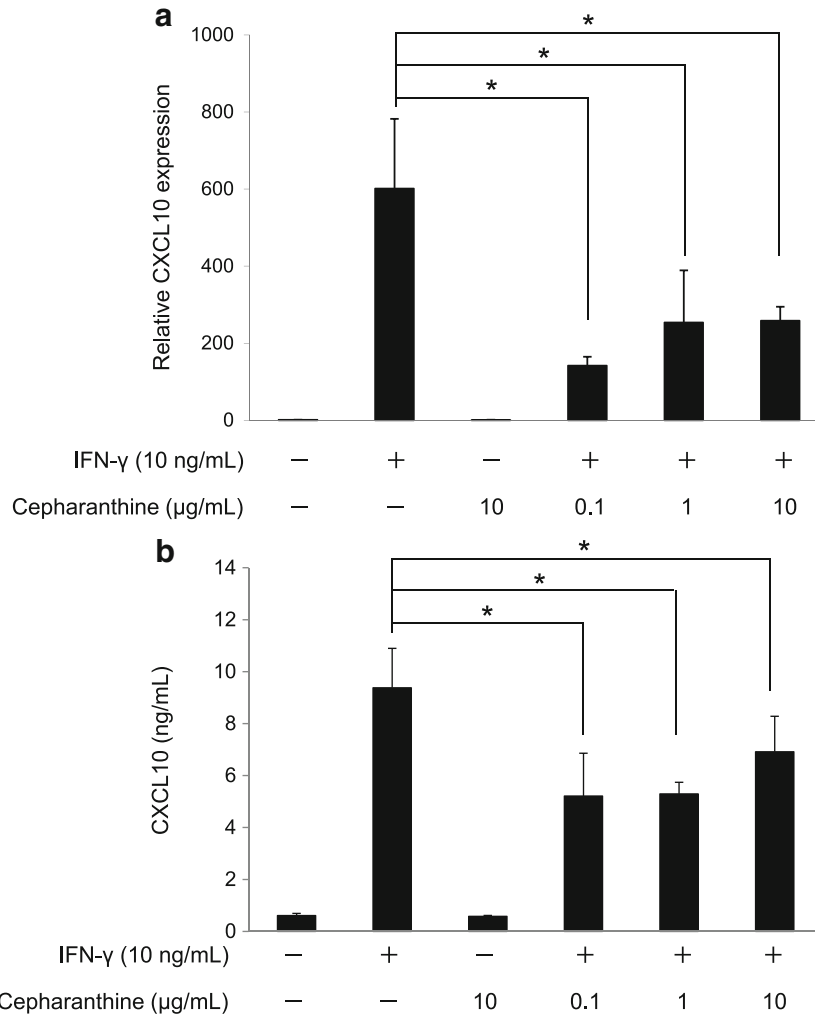 a
1000
800
600
400
200
0
Relative CXCL10 expression
*
*
*
IFN-γ (10 ng/mL) − + − + + +
Cepharanthine (µg/mL) − − 10 0.1 1 10
b
14
12
10
8
6
4
2
0
CXCL10 (ng/mL)
*
*
*
IFN-γ (10 ng/mL) − + − + + +
Cepharanthine (µg/mL) − − 10 0.1 1 10